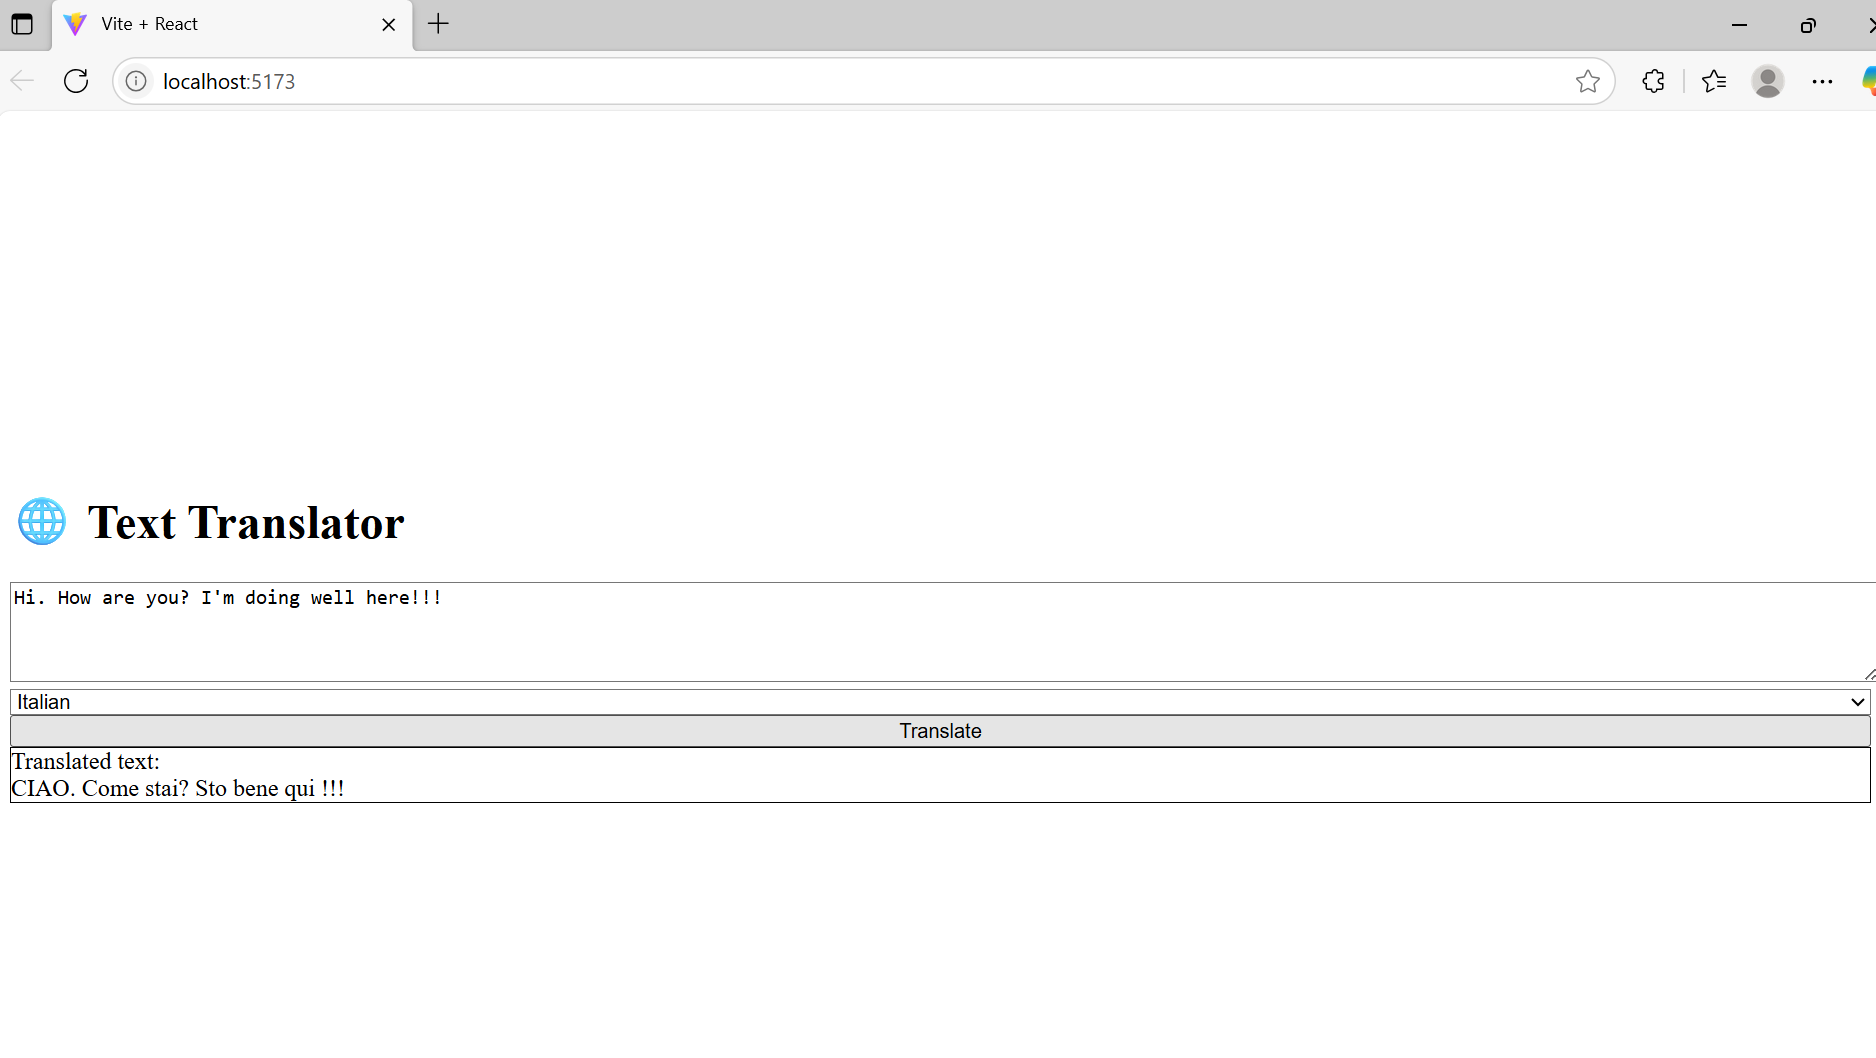 Vite + React
localhost:5173
🌐 Text Translator
Hi. How are you? I'm doing well here!!!
Italian
Translate
Translated text:
CIAO. Come stai? Sto bene qui !!!